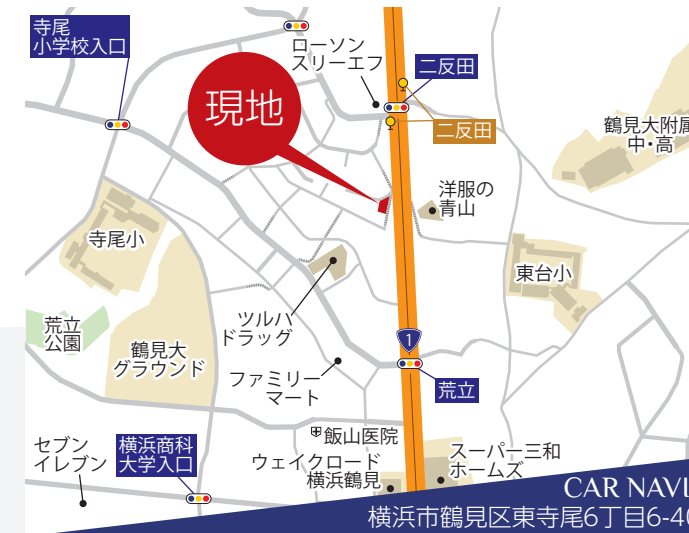 寺尾
小学校入口
ローソン
スリーエフ
二反田
現地
二反田
鶴見大附属
中・高
洋服の
青山
寺尾小
東台小
ツルハ
ドラッグ
荒立
公園
鶴見大
グラウンド
1
ファミリー
マート
荒立
セブン
イレブン
横浜商科
大学入口
飯山医院
ウェイクロード
横浜鶴見
スーパー三和
ホームズ
CAR NAVI
横浜市鶴見区東寺尾6丁目6-40